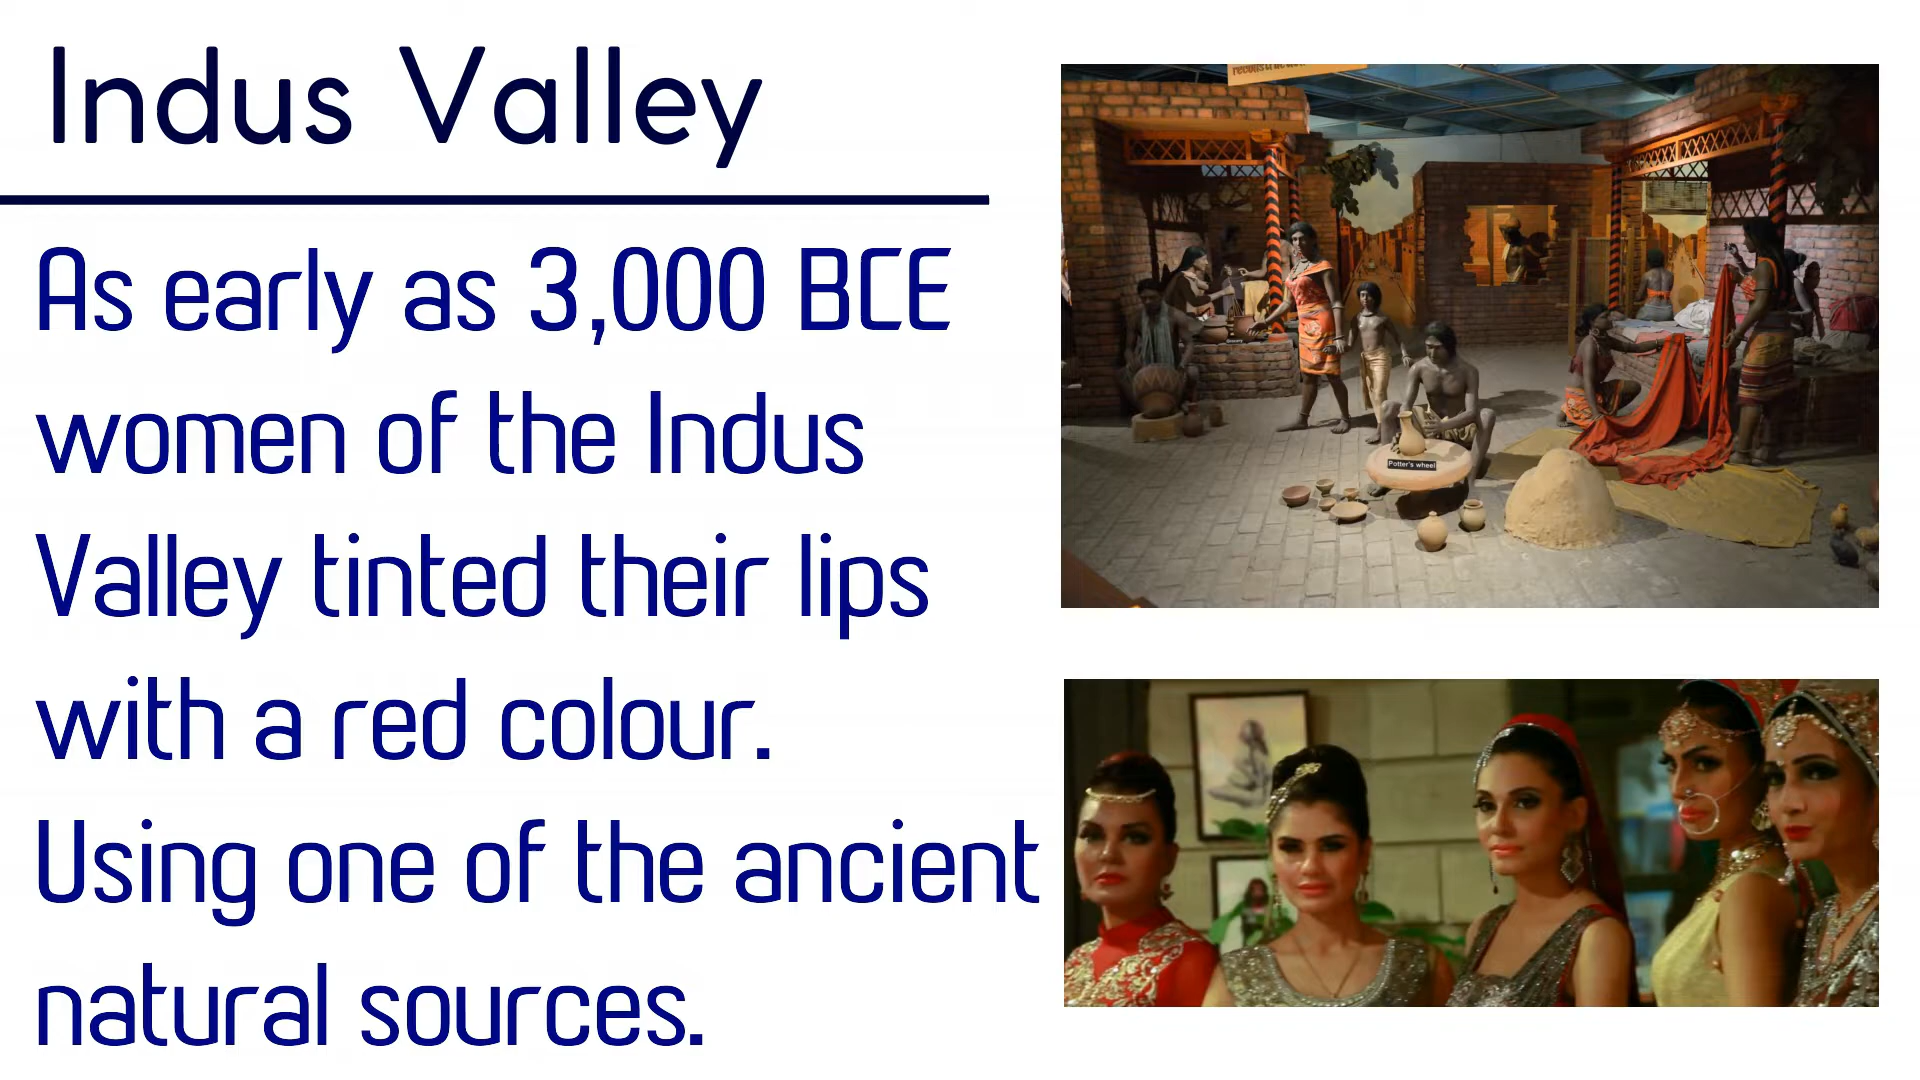 Indus Valley
As early as 3,000 BCE
women of the Indus
Valley tinted their lips
with a red colour.
Using one of the ancient
natural sources.
Potter's wheel